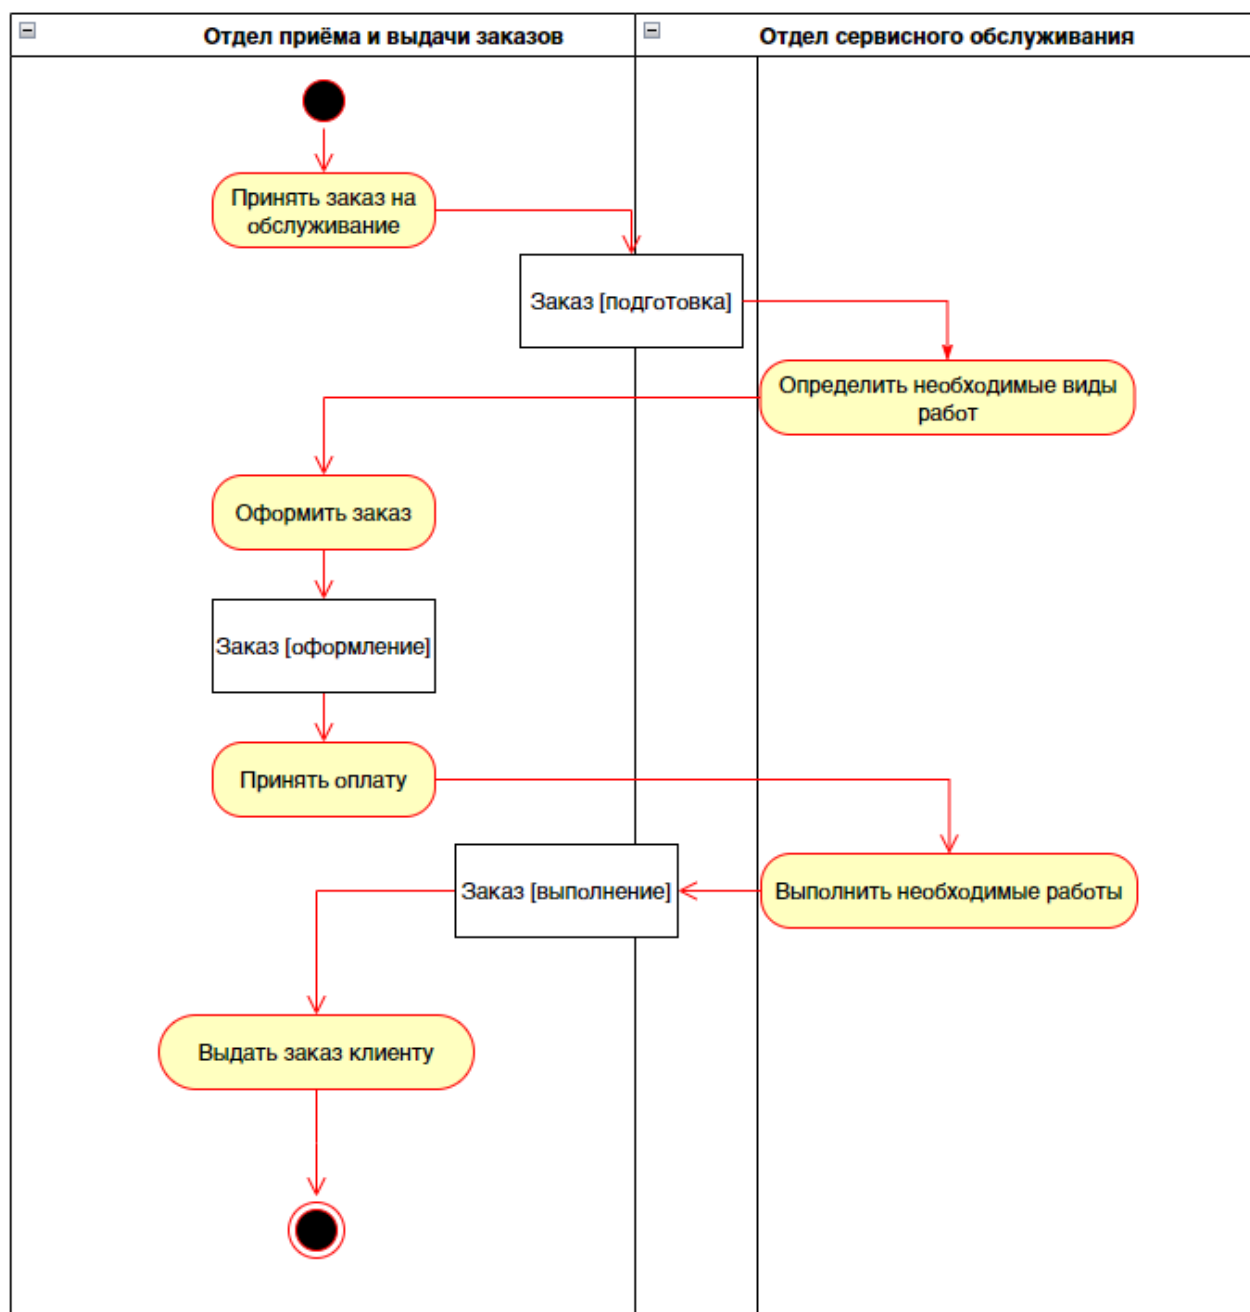 Отдел приёма и выдачи заказов
Отдел сервисного обслуживания
Принять заказ на
обслуживание
Заказ [подготовка]
Определить необходимые виды
работ
Оформить заказ
Заказ [оформление]
Принять оплату
Заказ [выполнение]
Выполнить необходимые работы
Выдать заказ клиенту